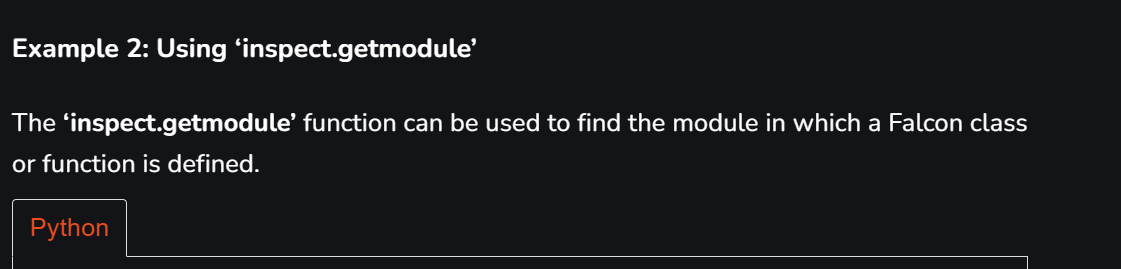 Example 2: Using ‘inspect.getmodule’
The ‘inspect.getmodule’ function can be used to find the module in which a Falcon class
or function is defined.
Python